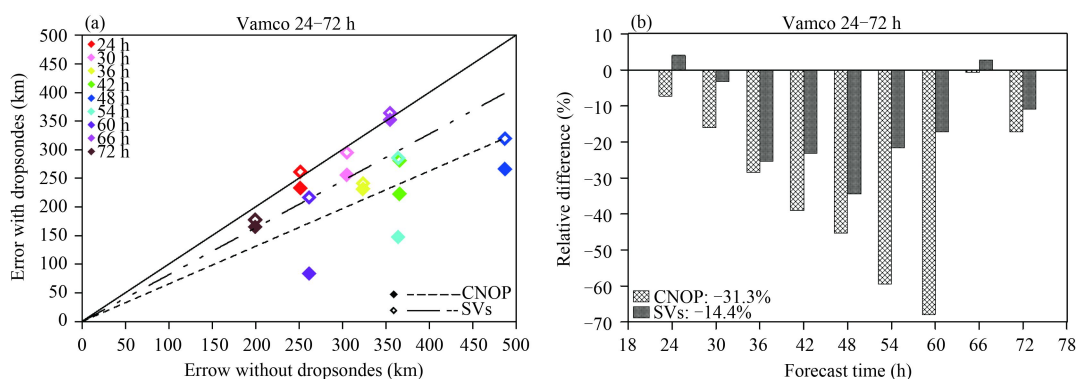 (a)
Vamco 24−72 h
500
450
400
350
300
250
200
150
100
50
0
Error with dropsondes (km)
24 h
30 h
36 h
42 h
48 h
54 h
60 h
66 h
72 h
CNOP
SVs
0 50 100 150 200 250 300 350 400 450 500
Errow without dropsondes (km)
(b)
Vamco 24−72 h
10
0
−10
−20
−30
−40
−50
−60
−70
Relative difference (%)
CNOP: −31.3%
SVs: −14.4%
18 24 30 36 42 48 54 60 66 72 78
Forecast time (h)